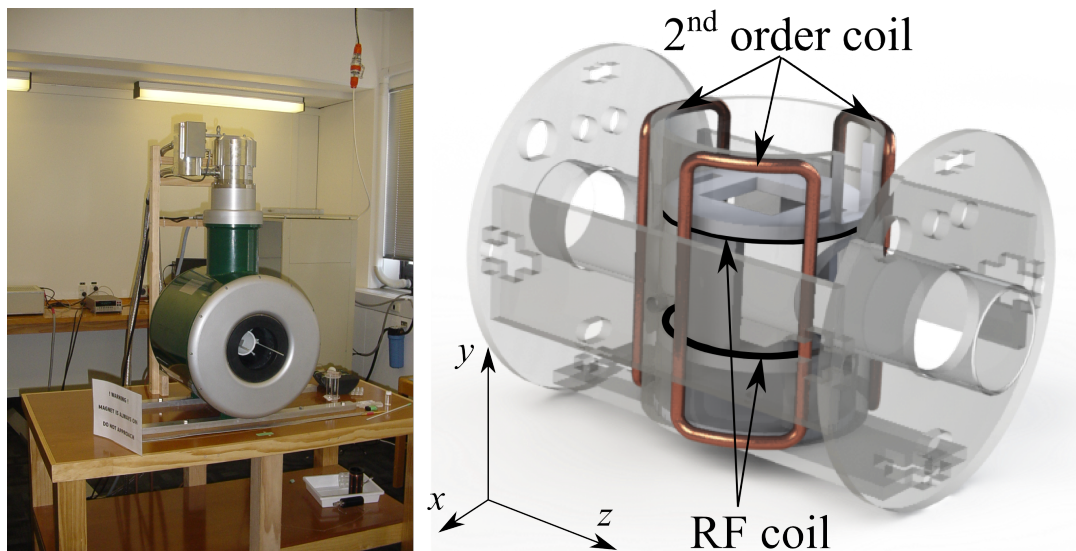 ! WARNING !
MAGNET IS ALWAYS ON!
DO NOT APPROACH
2nd order coil
y
x
z
RF coil